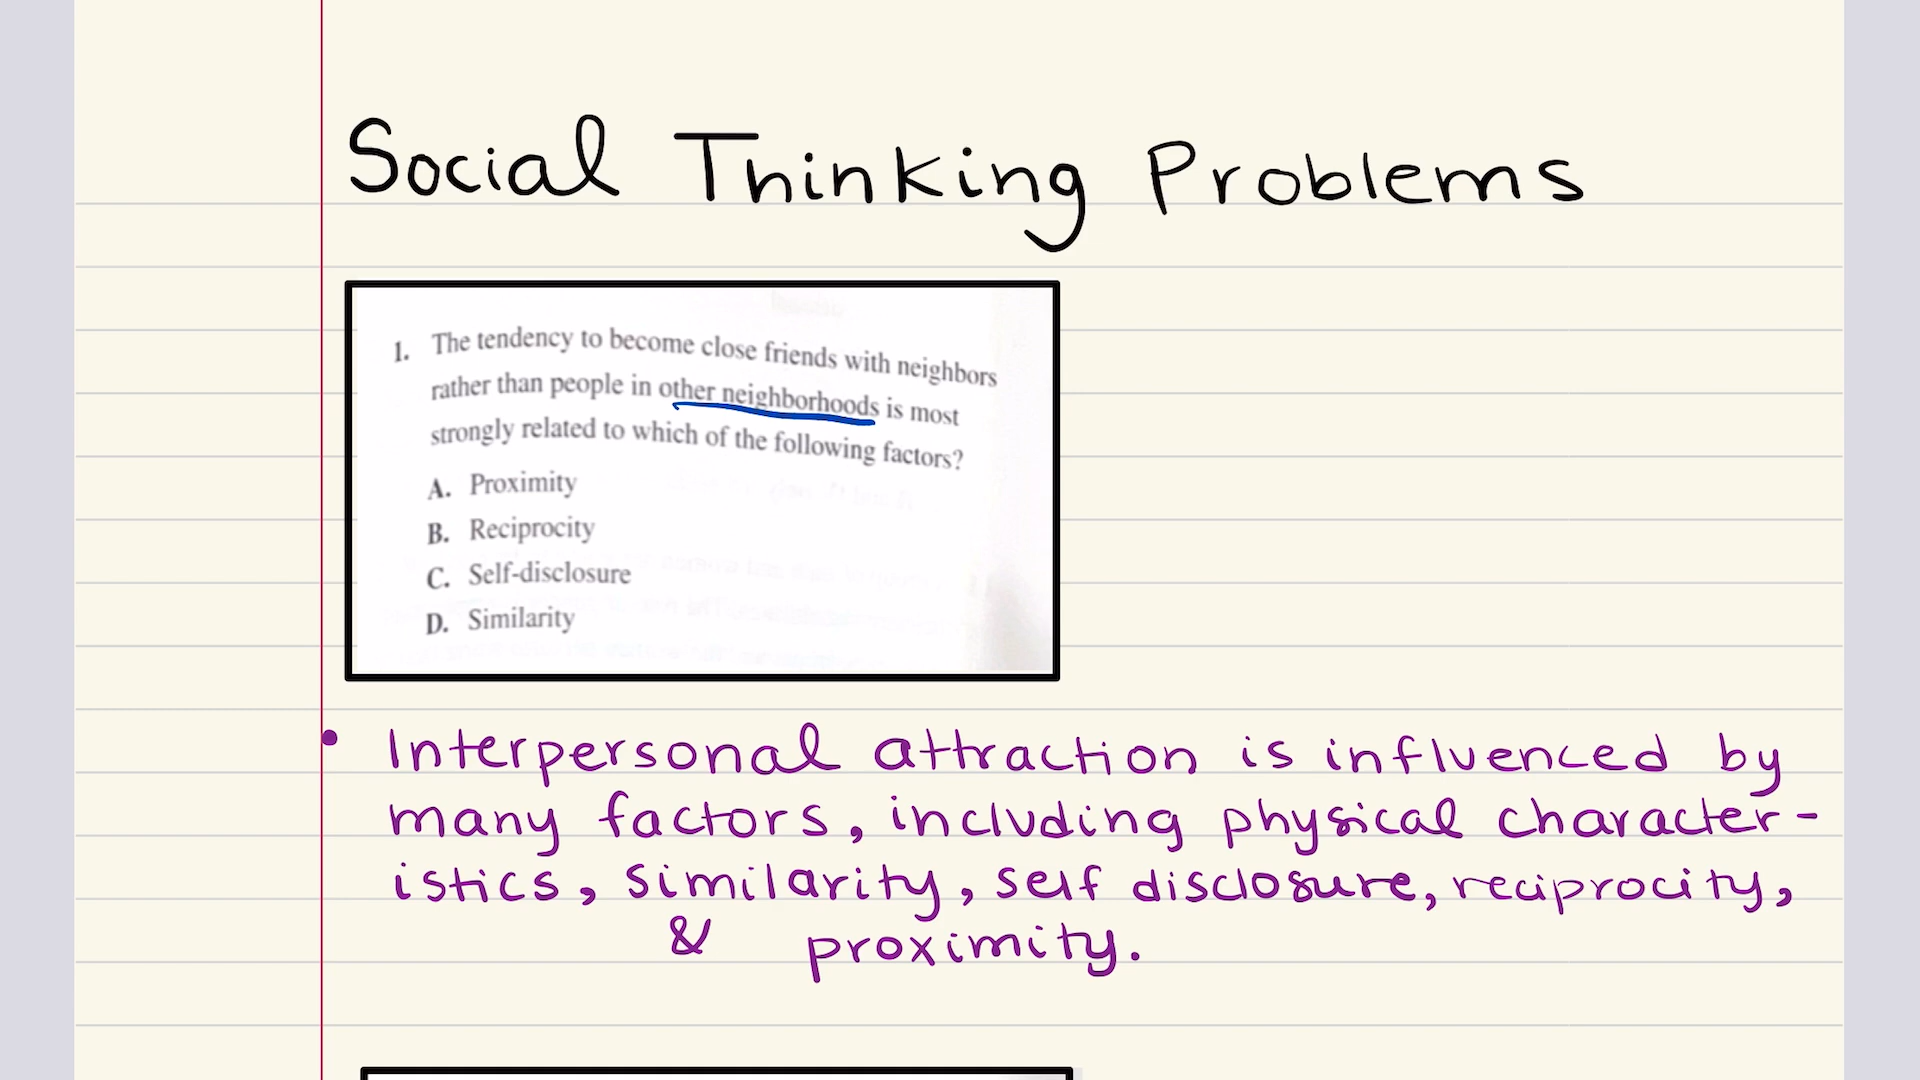 Social Thinking Problems
1. The tendency to become close friends with neighbors
rather than people in other neighborhoods is most
strongly related to which of the following factors?
A. Proximity
B. Reciprocity
C. Self-disclosure
D. Similarity
• Interpersonal attraction is influenced by
many factors, including physical character-
istics, similarity, self disclosure, reciprocity,
& proximity.